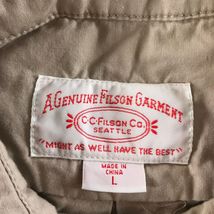 A GENUINE FILSON GARMENT
C.C. FILSON CO.
SEATTLE
"MIGHT AS WELL HAVE THE BEST"
MADE IN
CHINA
L